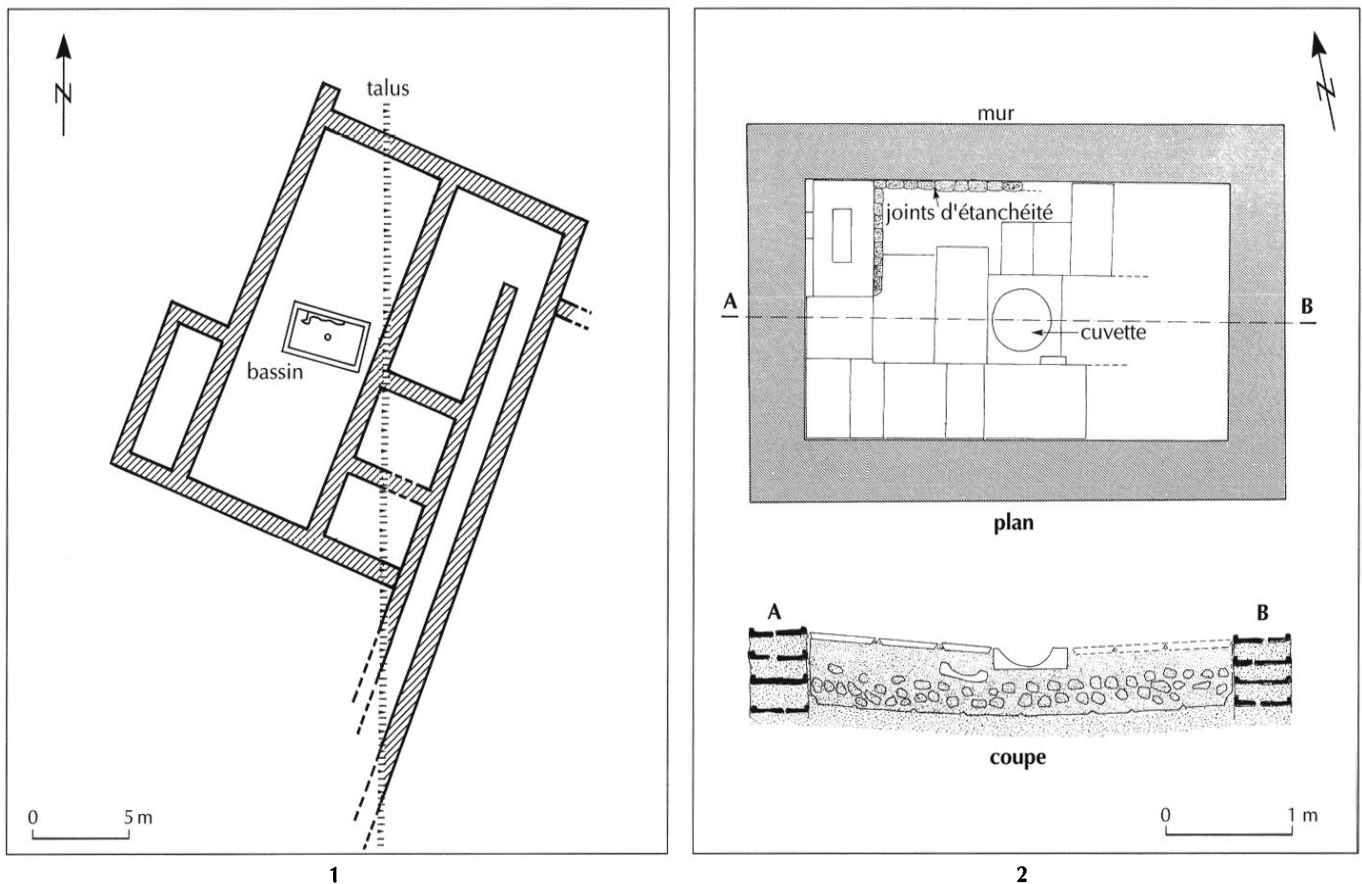 N
talus
bassin
0 5 m
1
N
mur
joints d'étanchéité
A
B
cuvette
plan
A
B
coupe
0 1 m
2